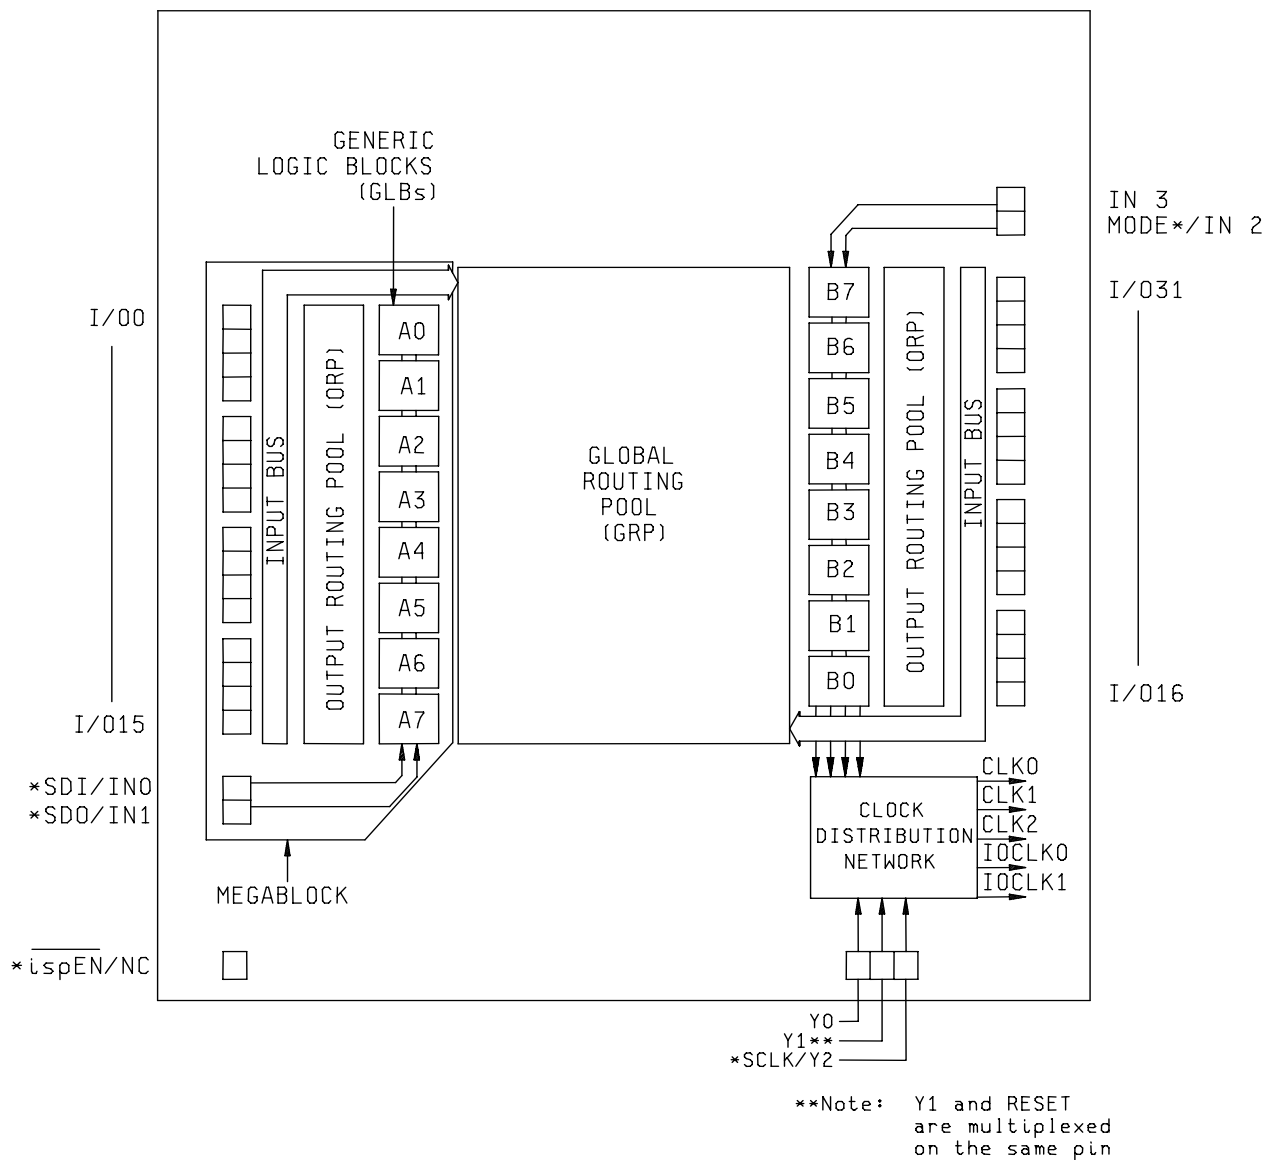 GENERIC
LOGIC BLOCKS
(GLBs)
IN 3
MODE*/IN 2
I/O0
I/O15
I/O31
I/O16
INPUT BUS
OUTPUT ROUTING POOL (ORP)
A0
A1
A2
A3
A4
A5
A6
A7
GLOBAL
ROUTING
POOL
(GRP)
B7
B6
B5
B4
B3
B2
B1
B0
OUTPUT ROUTING POOL (ORP)
INPUT BUS
*SDI/IN0
*SDO/IN1
MEGABLOCK
CLOCK
DISTRIBUTION
NETWORK
CLK0
CLK1
CLK2
IOCLK0
IOCLK1
*ispEN/NC
Y0
Y1**
*SCLK/Y2
**Note: Y1 and RESET
are multiplexed
on the same pin